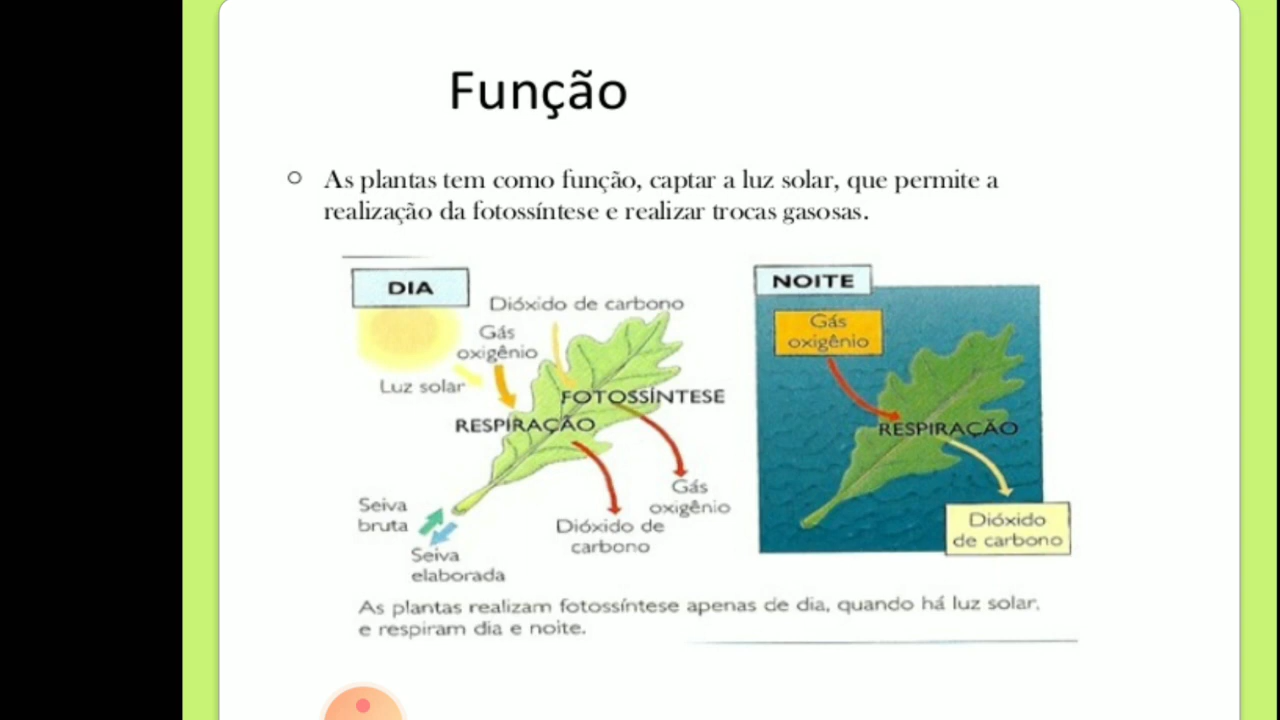 Função
As plantas tem como função, captar a luz solar, que permite a
realização da fotossíntese e realizar trocas gasosas.
DIA
Dióxido de carbono
Gás
oxigênio
Luz solar
FOTOSSÍNTESE
RESPIRAÇÃO
Gás
oxigênio
Dióxido de
carbono
Seiva
bruta
Seiva
elaborada
NOITE
Gás
oxigênio
RESPIRAÇÃO
Dióxido
de carbono
As plantas realizam fotossíntese apenas de dia, quando há luz solar,
e respiram dia e noite.